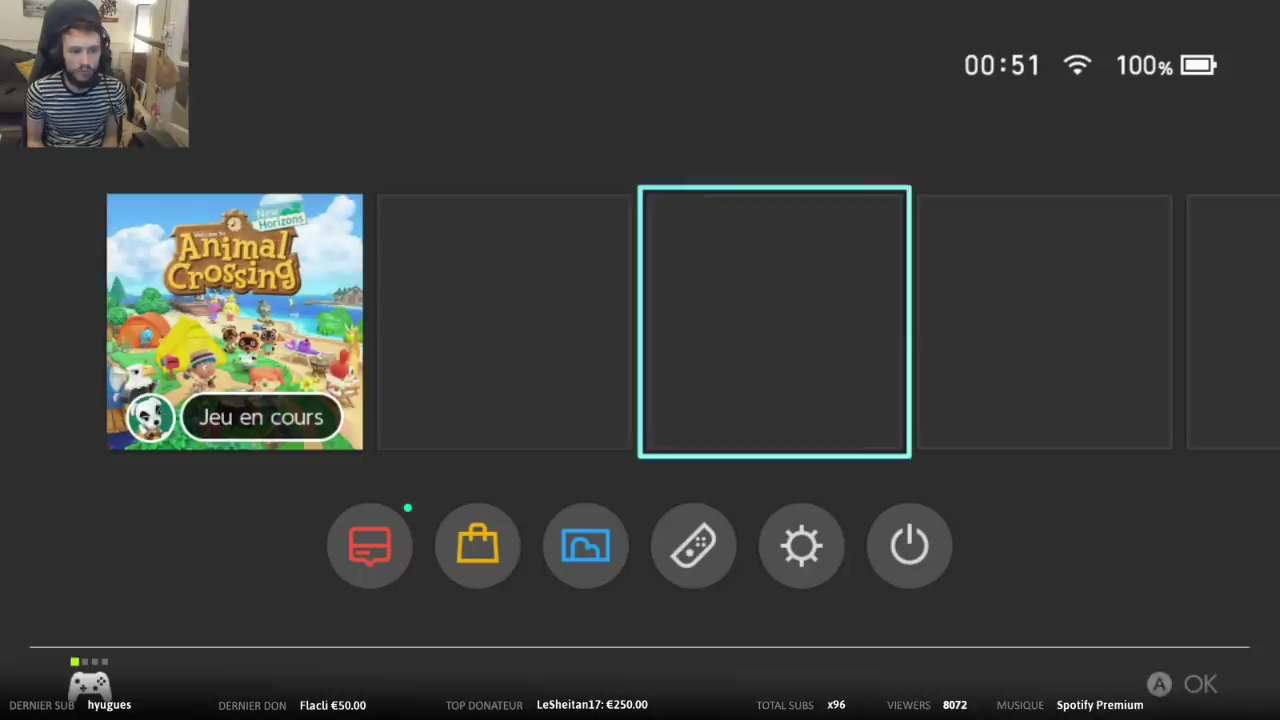 00:51 100%
Welcome to
Animal
Crossing
New
Horizons
Jeu en cours
A OK
DERNIER SUB hyugues DERNIER DON Flacli €50.00 TOP DONATEUR LeSheitan17: €250.00 TOTAL SUBS x96 VIEWERS 8072 MUSIQUE Spotify Premium